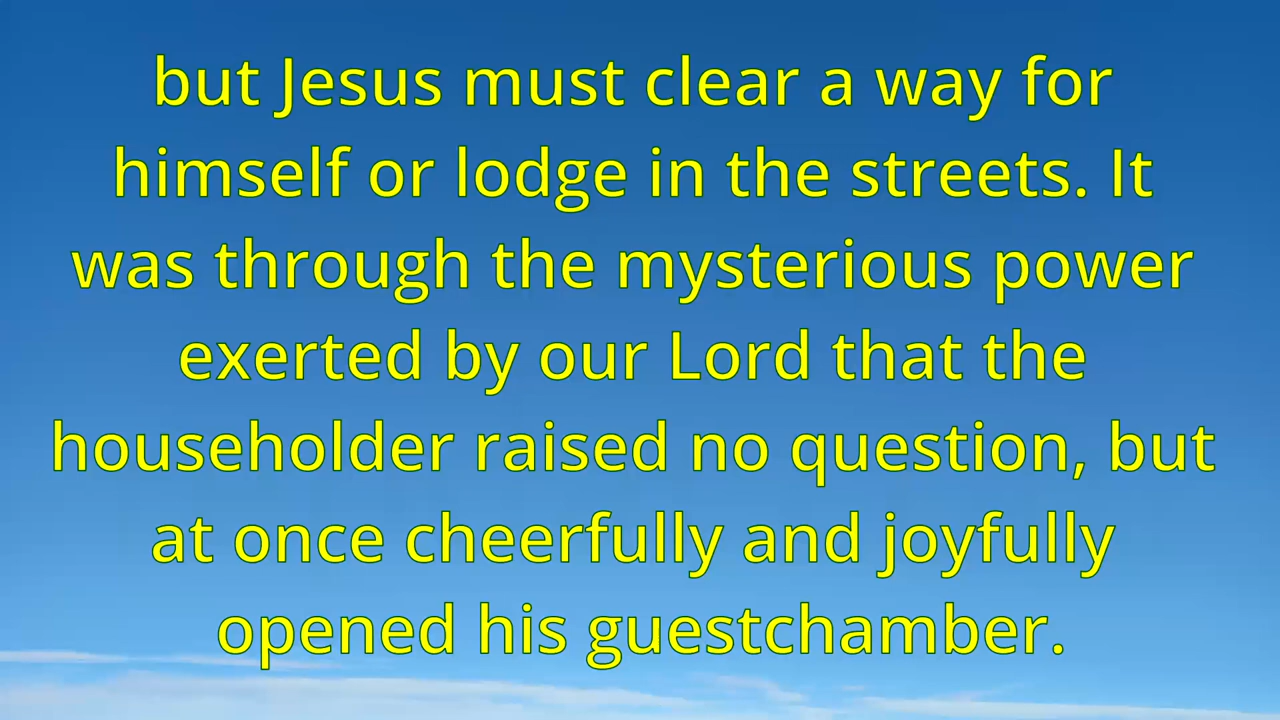 but Jesus must clear a way for
himself or lodge in the streets. It
was through the mysterious power
exerted by our Lord that the
householder raised no question, but
at once cheerfully and joyfully
opened his guestchamber.